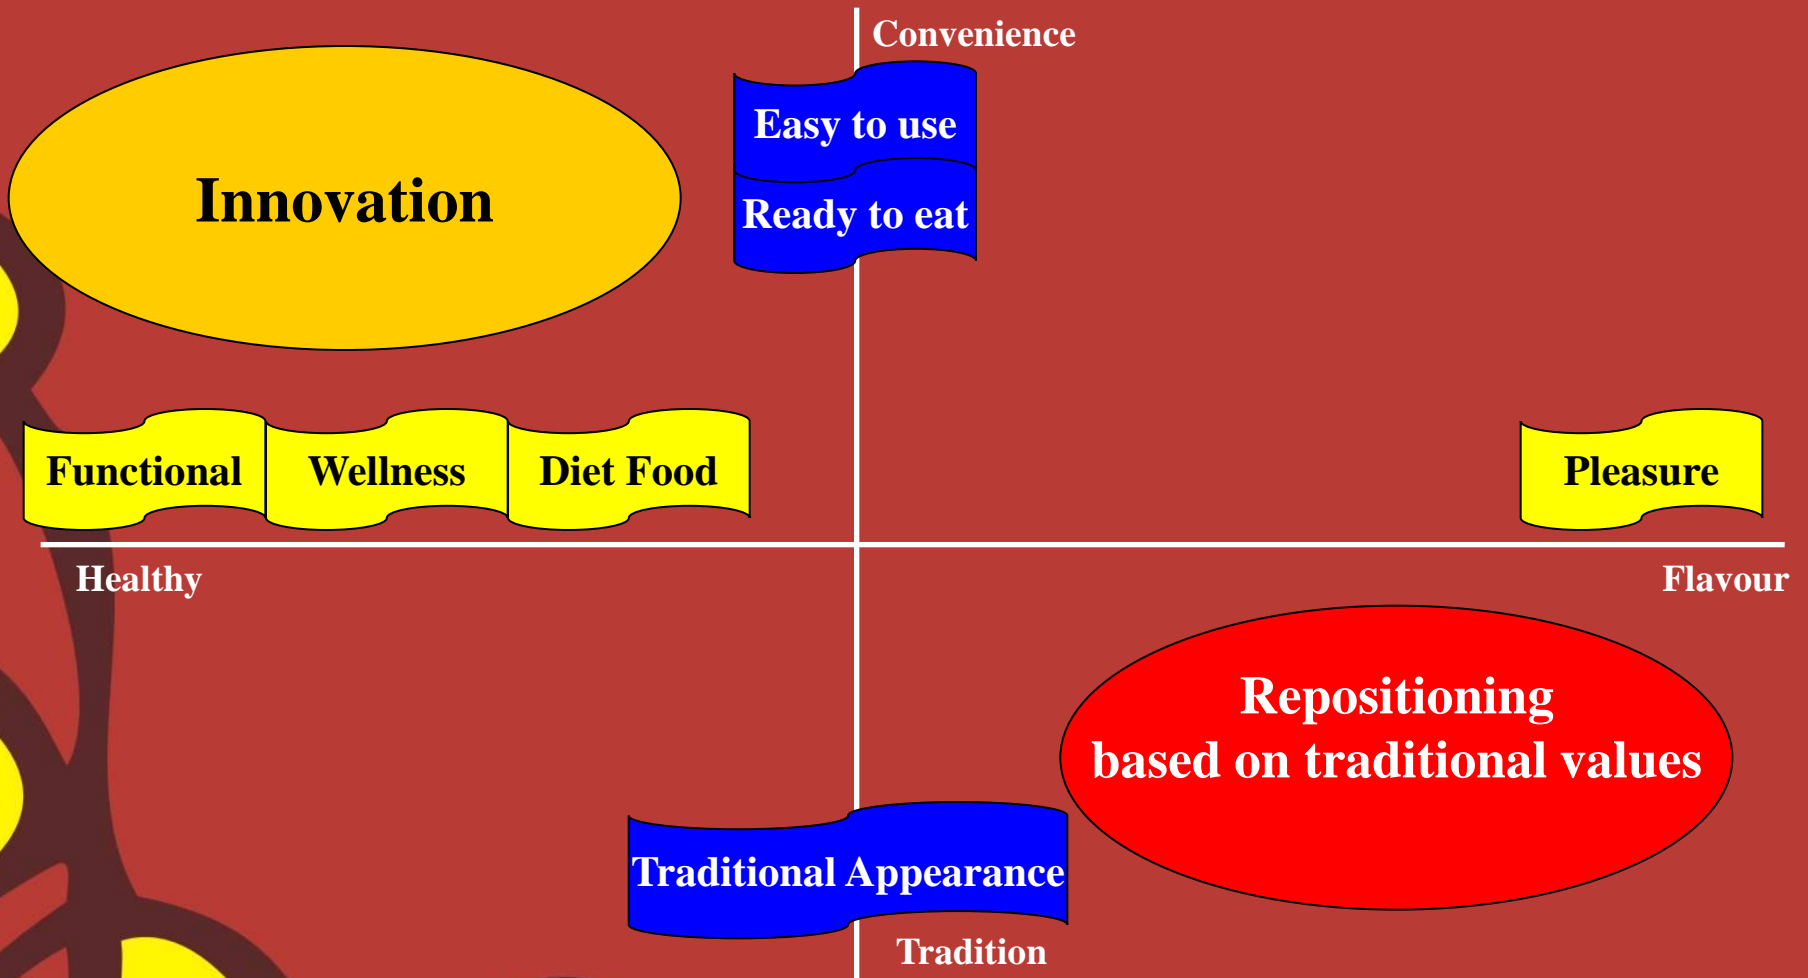 Convenience
Easy to use
Innovation
Ready to eat
Functional
Wellness
Diet Food
Pleasure
Healthy
Flavour
Repositioning
based on traditional values
Traditional Appearance
Tradition